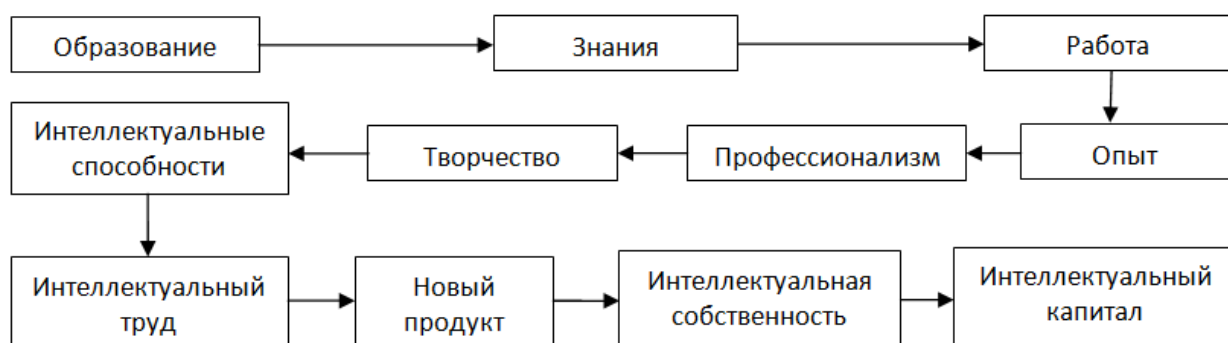 Образование
Знания
Работа
Интеллектуальные
способности
Творчество
Профессионализм
Опыт
Интеллектуальный
труд
Новый
продукт
Интеллектуальная
собственность
Интеллектуальный
капитал